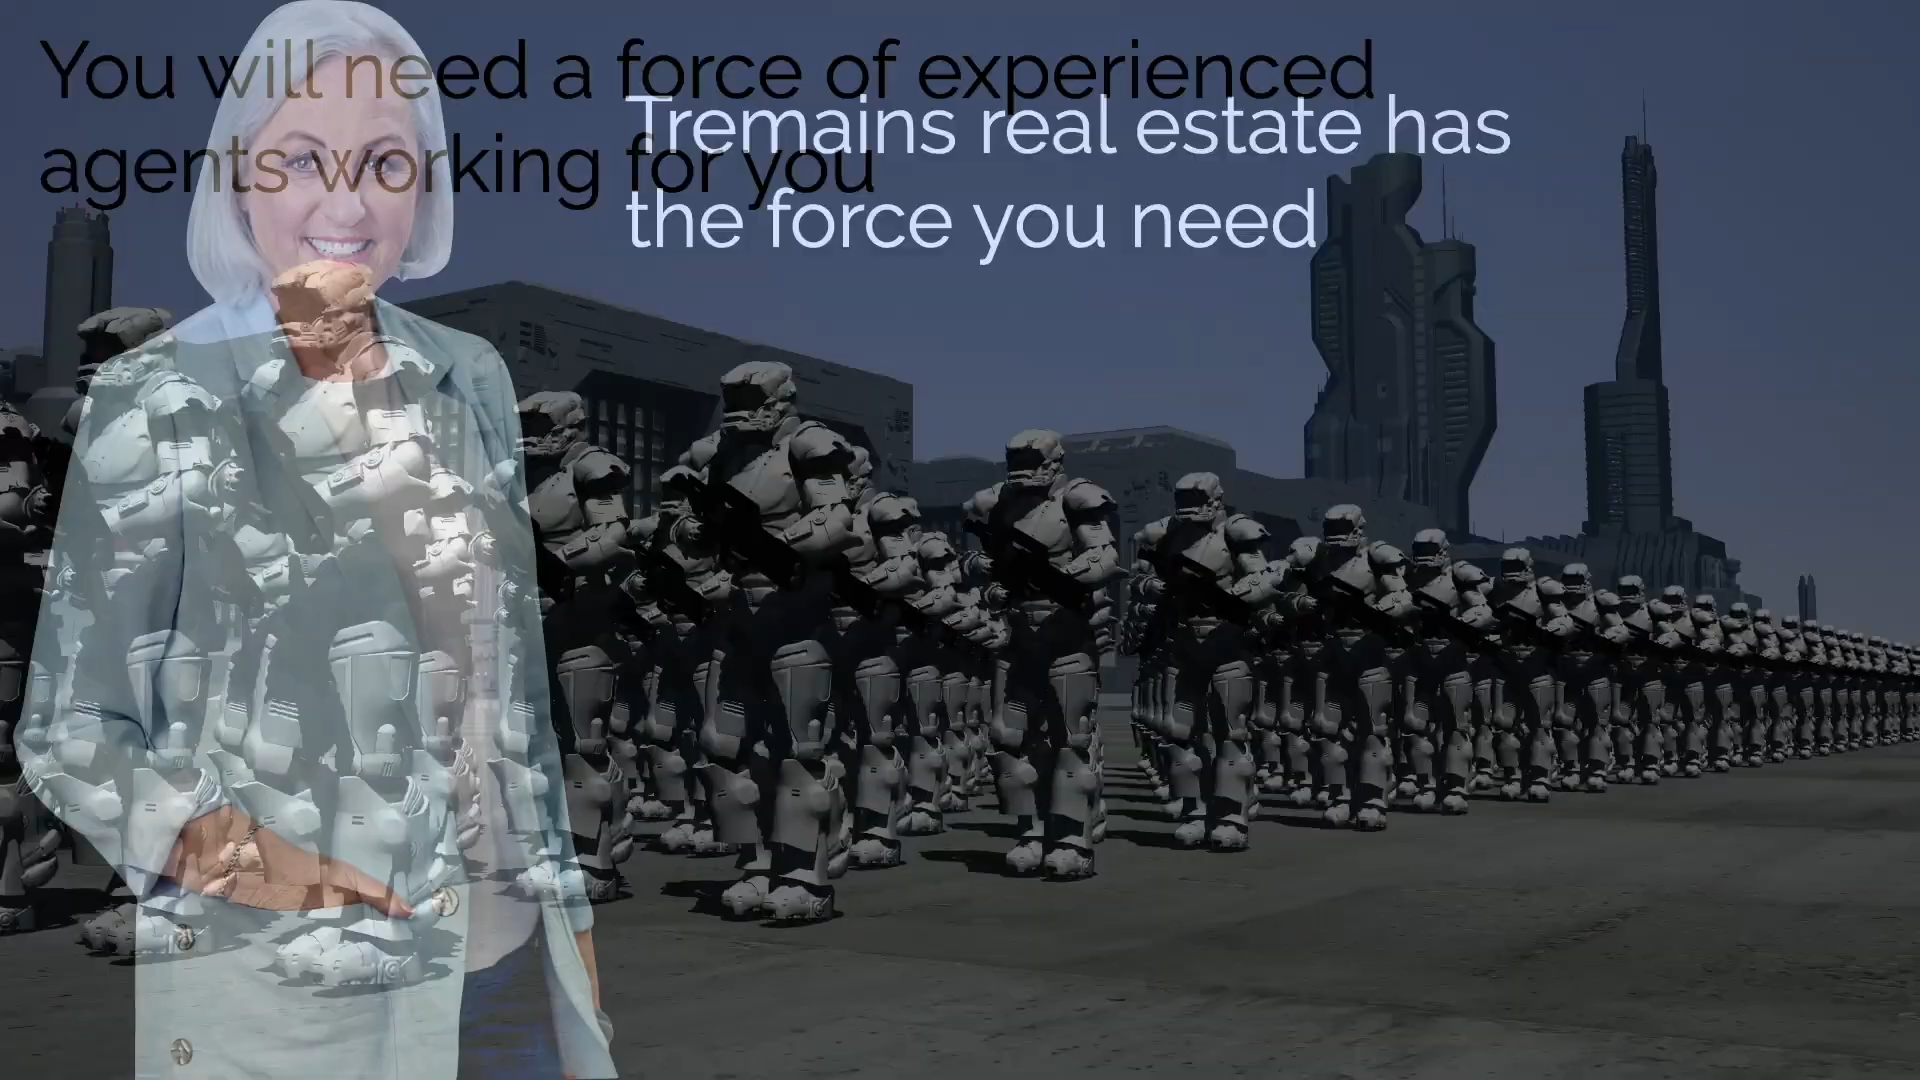 You will need a force of experienced
agents working for you
Tremains real estate has
the force you need